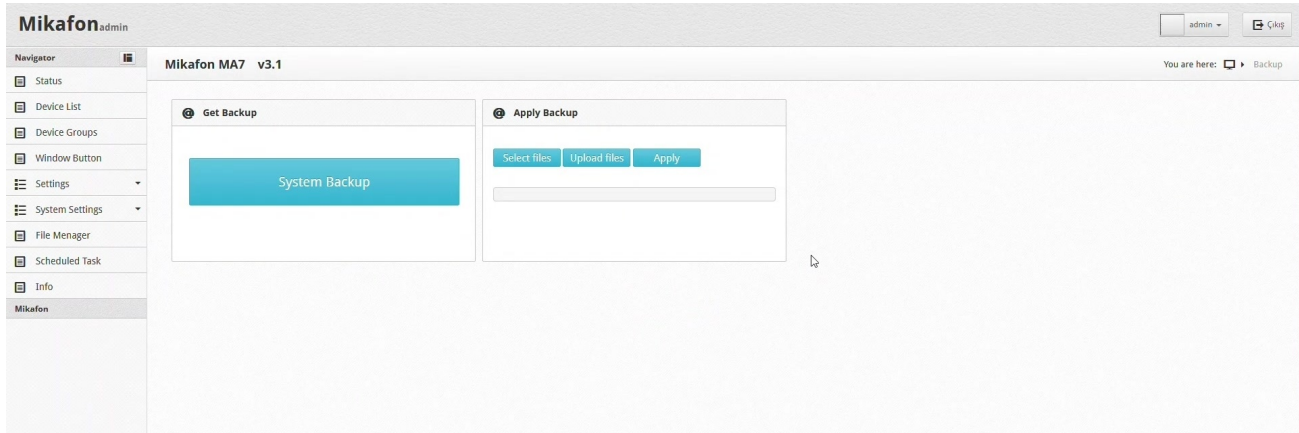 Mikafonadmin
admin
Çıkış
Navigator
Mikafon MA7 v3.1
You are here:
Backup
Status
Device List
Device Groups
Window Button
Settings
System Settings
File Menager
Scheduled Task
Info
Mikafon
Get Backup
System Backup
Apply Backup
Select files
Upload files
Apply